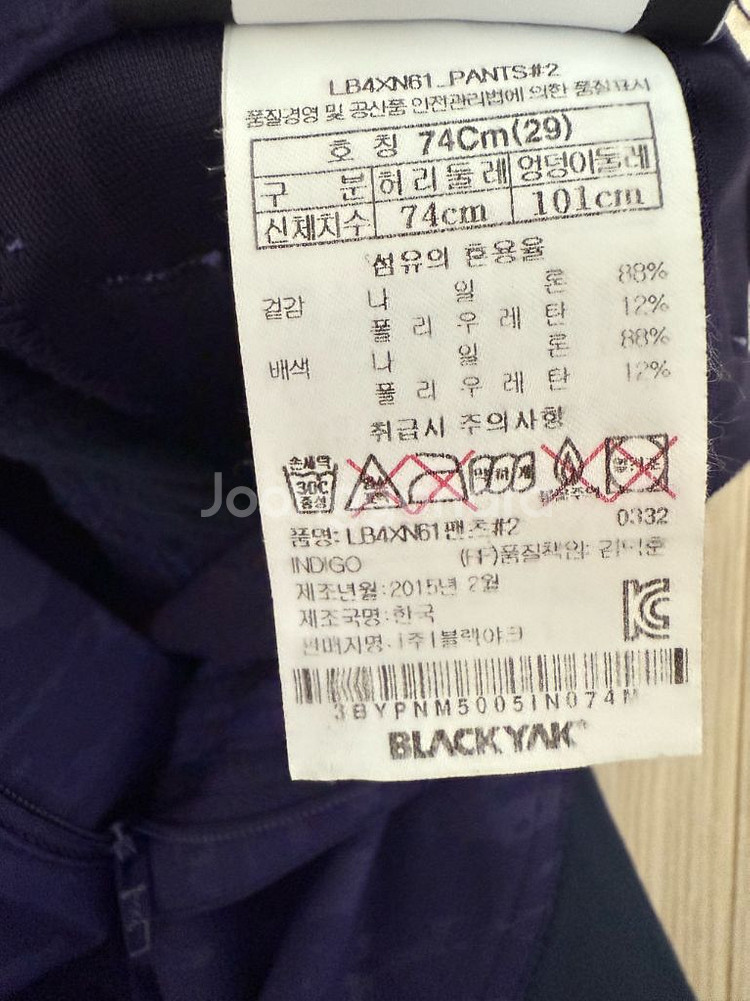 LB4XN61_PANTS#2
품질경영 및 공산품 안전관리법에 의한 품질표시
호 칭 74Cm(29)
구 분 허리둘레 엉덩이둘레
신체치수 74cm 101cm
섬유의 혼용율
겉감 나 일 론 88%
폴 리 우 레 탄 12%
배색 나 일 론 88%
폴 리 우 레 탄 12%
취급시 주의사항
손세탁
30C
중성
품명: LB4XN61팬츠#2 0332
INDIGO (HF)품질책임:
제조년월:2015년 2월
제조국명:한국
판매자명:(주)블랙야크
3BYPNM5005IN074
BLACKYAK